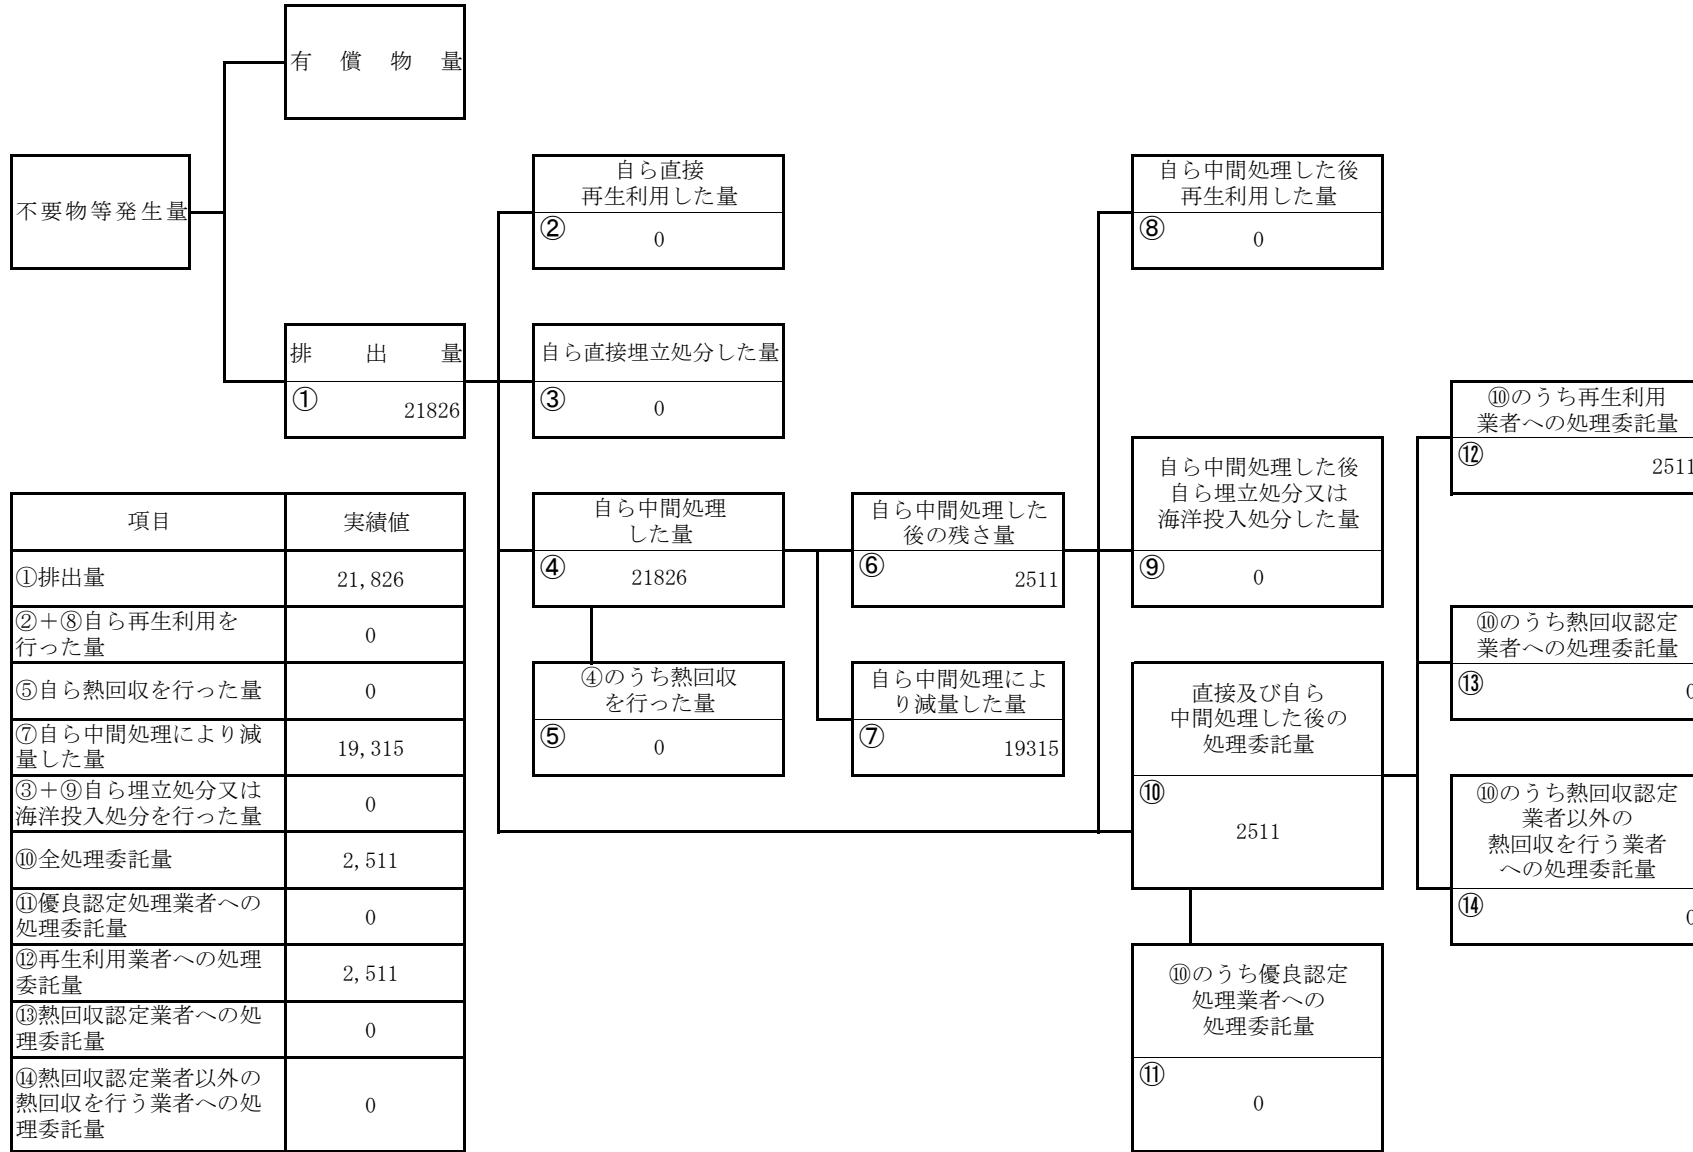 有償物量
不要物等発生量
自ら直接
再生利用した量
②
0
自ら中間処理した後
再生利用した量
⑧
0
排出量
①
21826
自ら直接埋立処分した量
③
0
⑩のうち再生利用
業者への処理委託量
⑫
2511
自ら中間処理
した量
④
21826
自ら中間処理した
後の残さ量
⑥
2511
自ら中間処理した後
自ら埋立処分又は
海洋投入処分した量
⑨
0
⑩のうち熱回収認定
業者への処理委託量
⑬
0
④のうち熱回収
を行った量
⑤
0
自ら中間処理によ
り減量した量
⑦
19315
直接及び自ら
中間処理した後の
処理委託量
⑩
2511
⑩のうち熱回収認定
業者以外の
熱回収を行う業者
への処理委託量
⑭
0
⑩のうち優良認定
処理業者への
処理委託量
⑪
0
項目 実績値
①排出量 21,826
②+⑧自ら再生利用を
行った量 0
⑤自ら熱回収を行った量 0
⑦自ら中間処理により減
量した量 19,315
③+⑨自ら埋立処分又は
海洋投入処分を行った量 0
⑩全処理委託量 2,511
⑪優良認定処理業者への
処理委託量 0
⑫再生利用業者への処理
委託量 2,511
⑬熱回収認定業者への処
理委託量 0
⑭熱回収認定業者以外の
熱回収を行う業者への処
理委託量 0